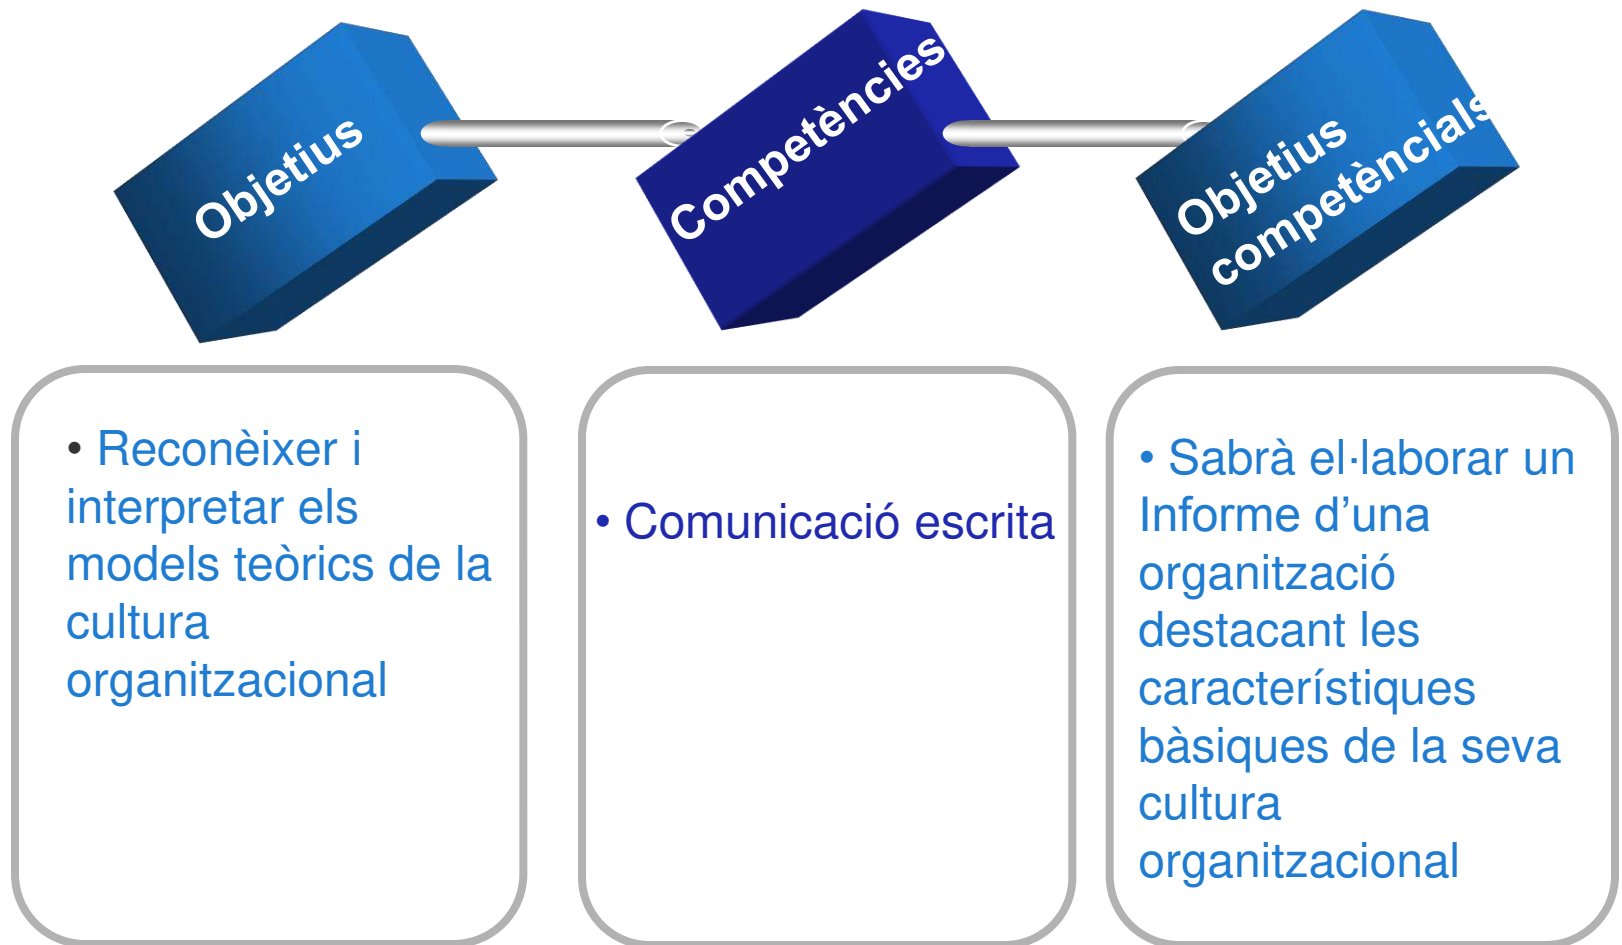 Objetius
Competències
Objetius
competèncials
• Reconèixer i
interpretar els
models teòrics de la
cultura
organitzacional
• Comunicació escrita
• Sabrà el·laborar un
Informe d’una
organització
destacant les
característiques
bàsiques de la seva
cultura
organitzacional